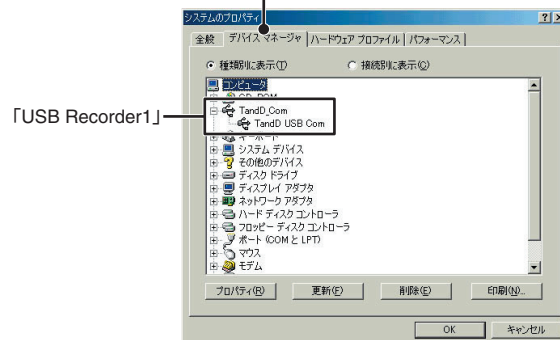 システムのプロパティ
全般 デバイス マネージャ ハードウェア プロファイル パフォーマンス
種類別に表示(T) 接続別に表示(C)
コンピュータ
CD-ROM
「USB Recorder1」
TandD_Com
TandD USB Com
キーボード
システム デバイス
その他のデバイス
ディスク ドライブ
ディスプレイ アダプタ
ネットワーク アダプタ
ハード ディスク コントローラ
フロッピー ディスク コントローラ
ポート (COM と LPT)
マウス
モデム
プロパティ(R) 更新(F) 削除(E) 印刷(N)...
OK キャンセル